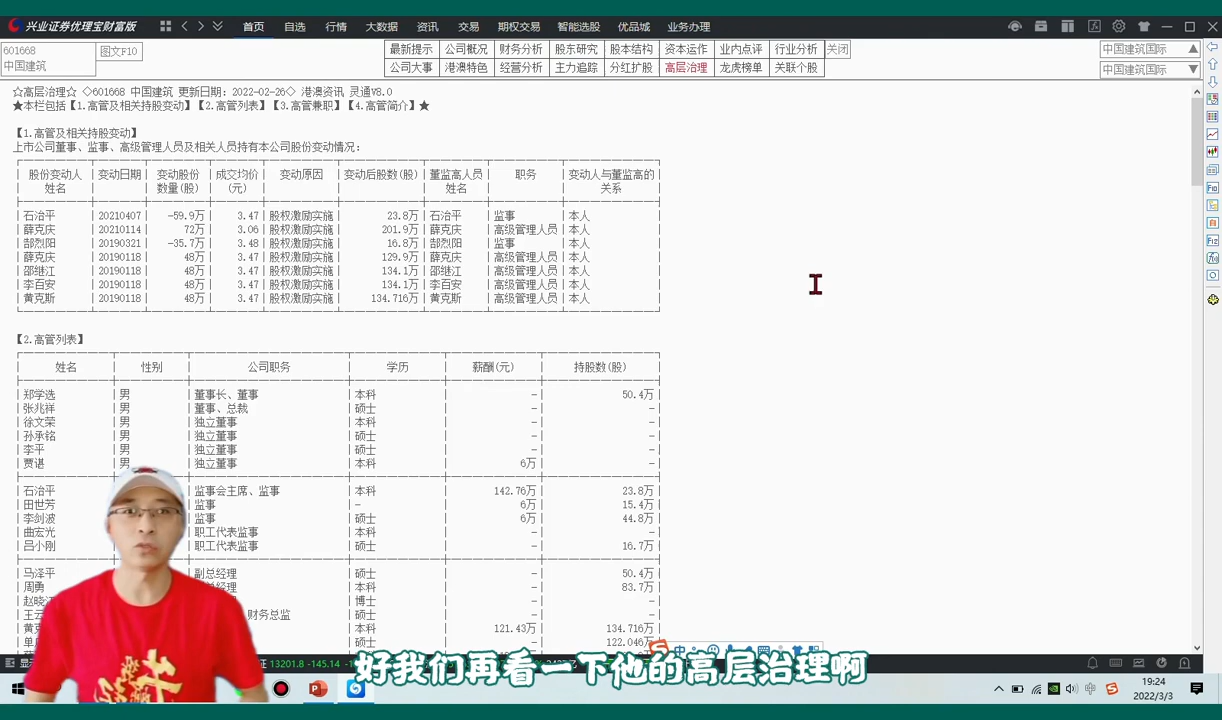 兴业证券优理宝财富版 首页 自选 行情 大数据 资讯 交易 期权交易 智能选股 优品城 业务办理
601668 图文F10 最新提示 公司概况 财务分析 股东研究 股本结构 资本运作 业内点评 行业分析 关闭 中国建筑国际
中国建筑 公司大事 港澳特色 经营分析 主力追踪 分红扩股 高层治理 龙虎榜单 关联个股 中国建筑国际
☆高层治理☆ ◇601668 中国建筑 更新日期：2022-02-26◇ 港澳资讯 灵通V8.0
★本栏包括【1.高管及相关持股变动】【2.高管列表】【3.高管兼职】【4.高管简介】★
【1.高管及相关持股变动】
上市公司董事、监事、高级管理人员及相关人员持有本公司股份变动情况：
股份变动人 变动日期 变动股份 成交均价 变动原因 变动后股数(股) 董监高人员 职务 变动人与董监高的
姓名 数量(股) (元) 姓名 关系
石治平 20210407 -59.9万 3.47 股权激励实施 23.8万 石治平 监事 本人
薛克庆 20210114 72万 3.06 股权激励实施 201.9万 薛克庆 高级管理人员 本人
郜烈阳 20190321 -35.7万 3.48 股权激励实施 16.8万 郜烈阳 监事 本人
薛克庆 20190118 48万 3.47 股权激励实施 129.9万 薛克庆 高级管理人员 本人
邵继江 20190118 48万 3.47 股权激励实施 134.1万 邵继江 高级管理人员 本人
李百安 20190118 48万 3.47 股权激励实施 134.1万 李百安 高级管理人员 本人
黄克斯 20190118 48万 3.47 股权激励实施 134.716万 黄克斯 高级管理人员 本人
【2.高管列表】
姓名 性别 公司职务 学历 薪酬(元) 持股数(股)
郑学选 男 董事长、董事 本科 - 50.4万
张兆祥 男 董事、总裁 硕士 - -
徐文荣 男 独立董事 本科 - -
孙承铭 男 独立董事 硕士 - -
李平 男 独立董事 硕士 - -
贾谌 男 独立董事 本科 6万 -
石治平 监事会主席、监事 本科 142.76万 23.8万
田世芳 监事 - 6万 15.4万
李剑波 监事 硕士 6万 44.8万
曲宏光 职工代表监事 本科 - -
吕小刚 职工代表监事 硕士 - 16.7万
马泽平 副总经理 硕士 - 50.4万
周勇 总经理 本科 - 83.7万
赵晓 博士 - -
王云 财务总监 硕士 - -
黄克 本科 121.43万 134.716万
单 硕士 - 122.046万
13201.8 -145.14
好我们再看一下他的高层治理啊
19:24
2022/3/3